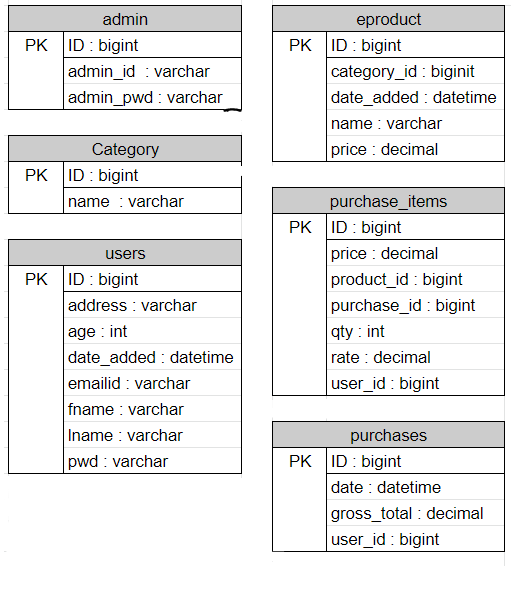 admin
PK ID : bigint
admin_id : varchar
admin_pwd : varchar
Category
PK ID : bigint
name : varchar
users
PK ID : bigint
address : varchar
age : int
date_added : datetime
emailid : varchar
fname : varchar
lname : varchar
pwd : varchar
eproduct
PK ID : bigint
category_id : biginit
date_added : datetime
name : varchar
price : decimal
purchase_items
PK ID : bigint
price : decimal
product_id : bigint
purchase_id : bigint
qty : int
rate : decimal
user_id : bigint
purchases
PK ID : bigint
date : datetime
gross_total : decimal
user_id : bigint